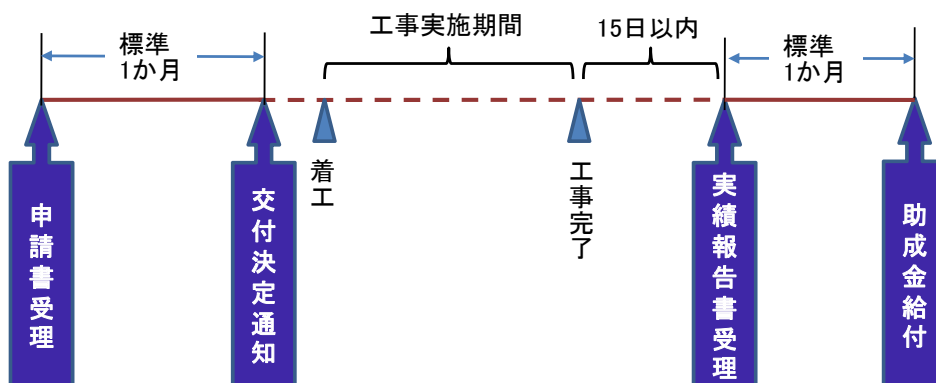 標準
1か月
工事実施期間
15日以内
標準
1か月
申請書受理
交付決定通知
着工
工事完了
実績報告書受理
助成金給付